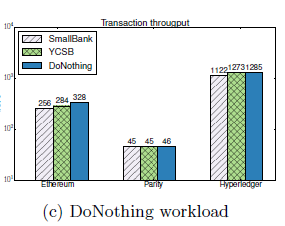 Transaction througput
10⁴
SmallBank
YCSB
DoNothing
10³
1122 1273 1285
256 284 328
10²
45 45 46
10¹
Ethereum Parity Hyperledger
(c) DoNothing workload